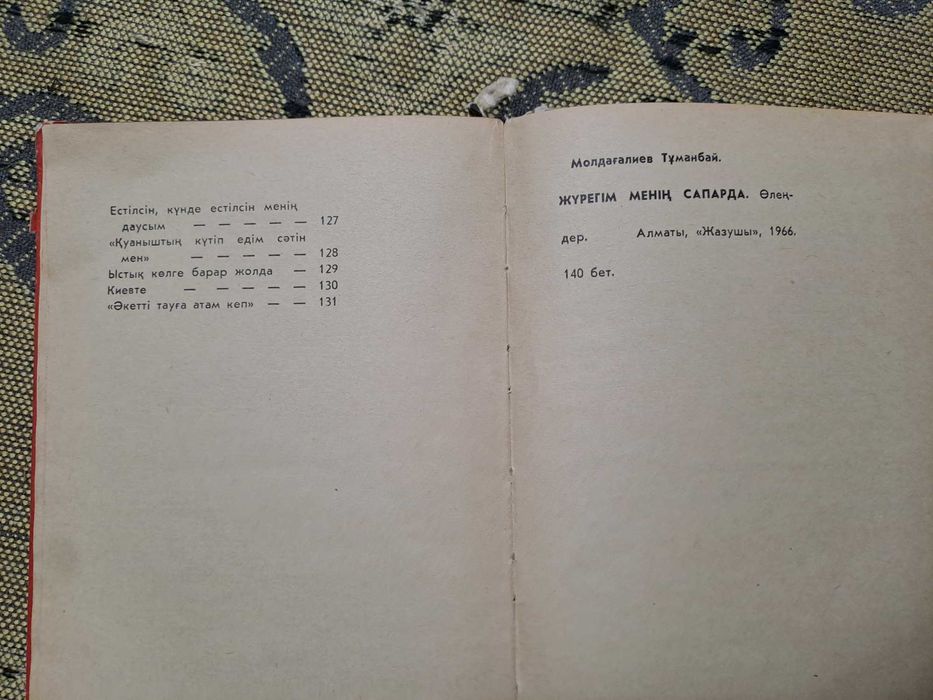 Естілсін, күнде естілсін менің
даусым — — — — — 127
«Қуаныштың күтіп едім сәтін
мен» — — — — — 128
Ыстық көлге барар жолда — 129
Киевте — — — — — 130
«Әкетті тауға атам кеп» — — 131
Молдағалиев Тұманбай.
ЖҮРЕГІМ МЕНІҢ САПАРДА. Өлең-
дер. Алматы, «Жазушы», 1966.
140 бет.